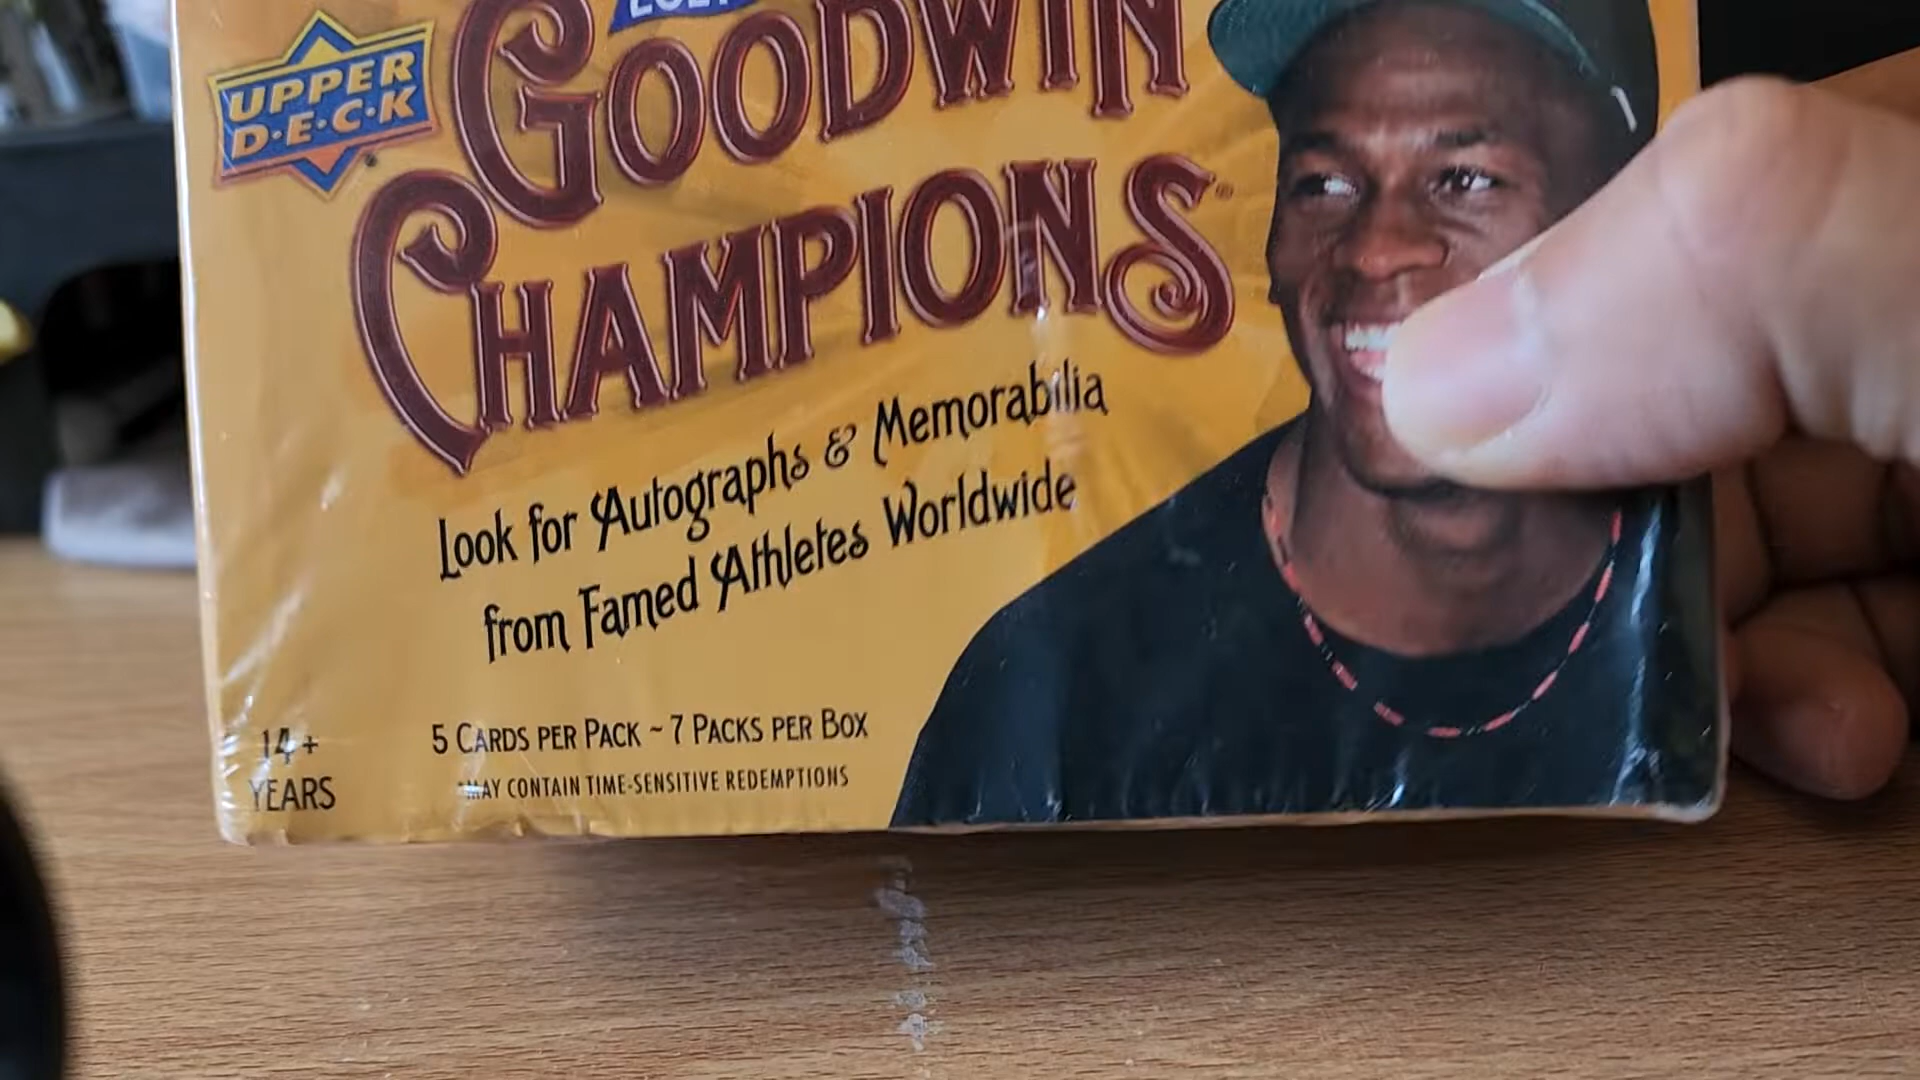 UPPER
D·E·C·K
GOODWIN
CHAMPIONS®
Look for Autographs & Memorabilia
from Famed Athletes Worldwide
14+
YEARS
5 CARDS PER PACK ~ 7 PACKS PER BOX
*MAY CONTAIN TIME-SENSITIVE REDEMPTIONS